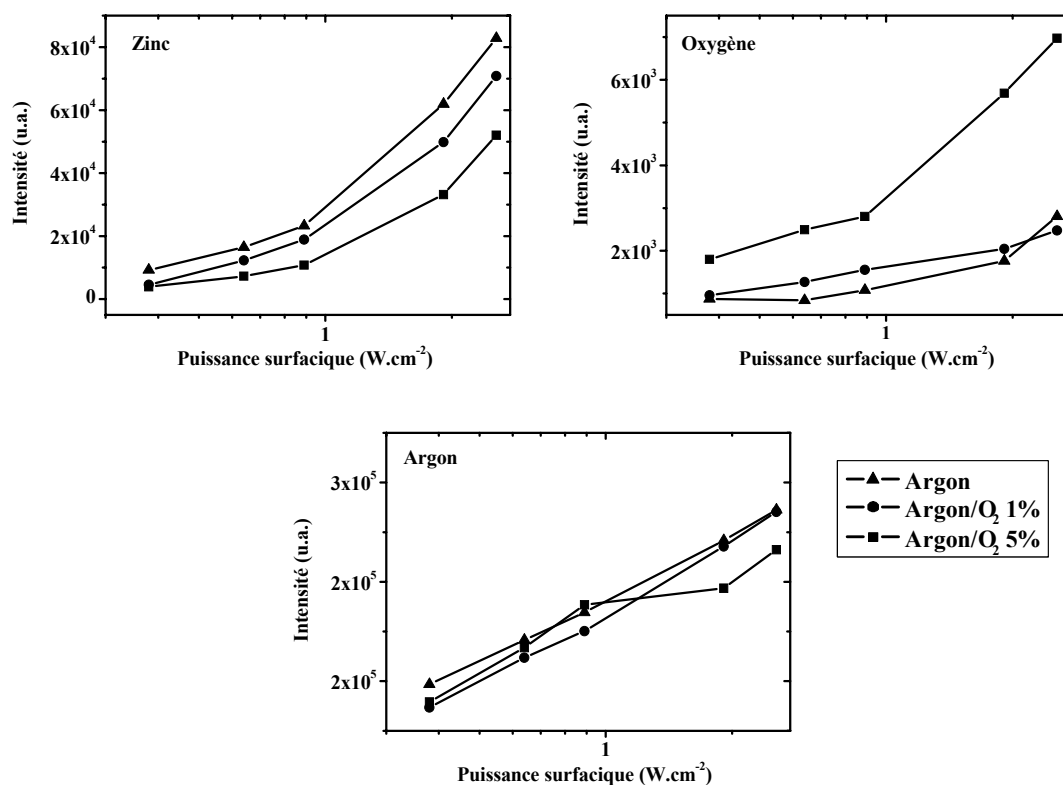 Zinc
8x10⁴
6x10⁴
4x10⁴
2x10⁴
0
Intensité (u.a.)
1
Puissance surfacique (W.cm⁻²)
Oxygène
6x10³
4x10³
2x10³
Intensité (u.a.)
1
Puissance surfacique (W.cm⁻²)
Argon
3x10⁵
2x10⁵
2x10⁵
Intensité (u.a.)
1
Puissance surfacique (W.cm⁻²)
Argon
Argon/O₂ 1%
Argon/O₂ 5%